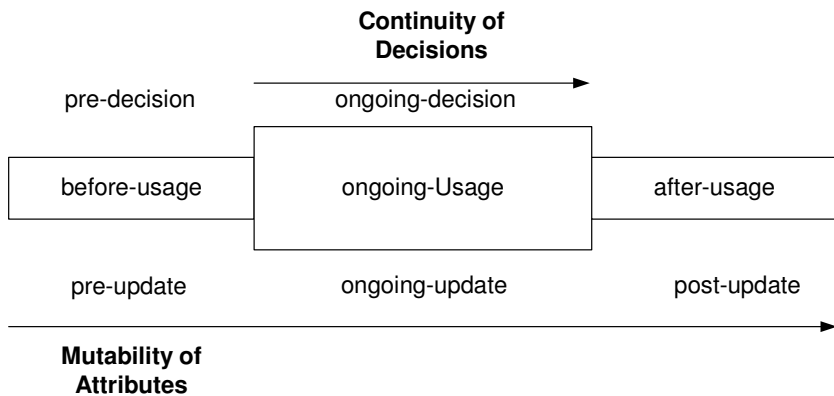 Continuity of
Decisions
pre-decision ongoing-decision
before-usage ongoing-Usage after-usage
pre-update ongoing-update post-update
Mutability of
Attributes